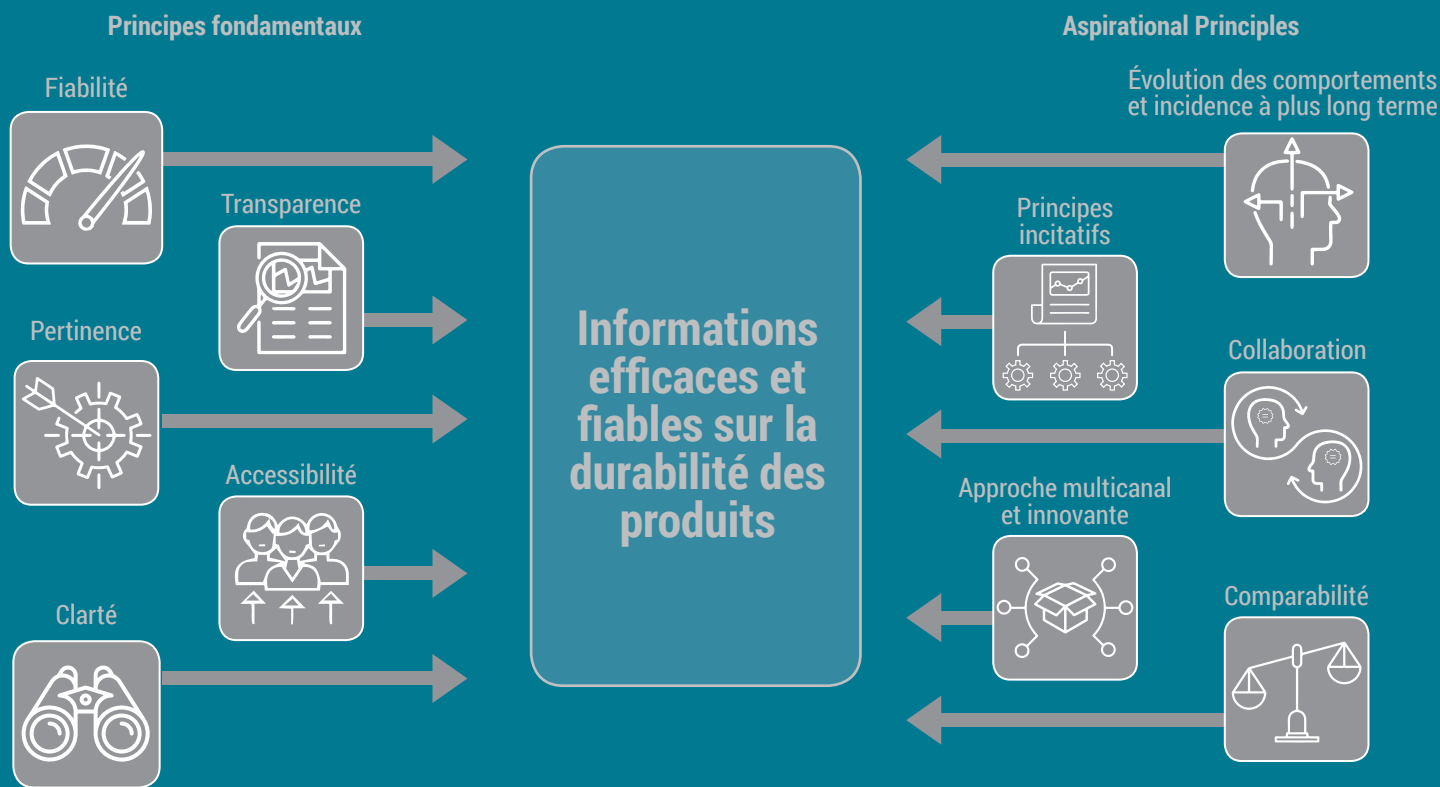 Principes fondamentaux
Fiabilité
Transparence
Pertinence
Accessibilité
Clarté
Informations
efficaces et
fiables sur la
durabilité des
produits
Aspirational Principles
Évolution des comportements
et incidence à plus long terme
Principes
incitatifs
Collaboration
Approche multicanal
et innovante
Comparabilité